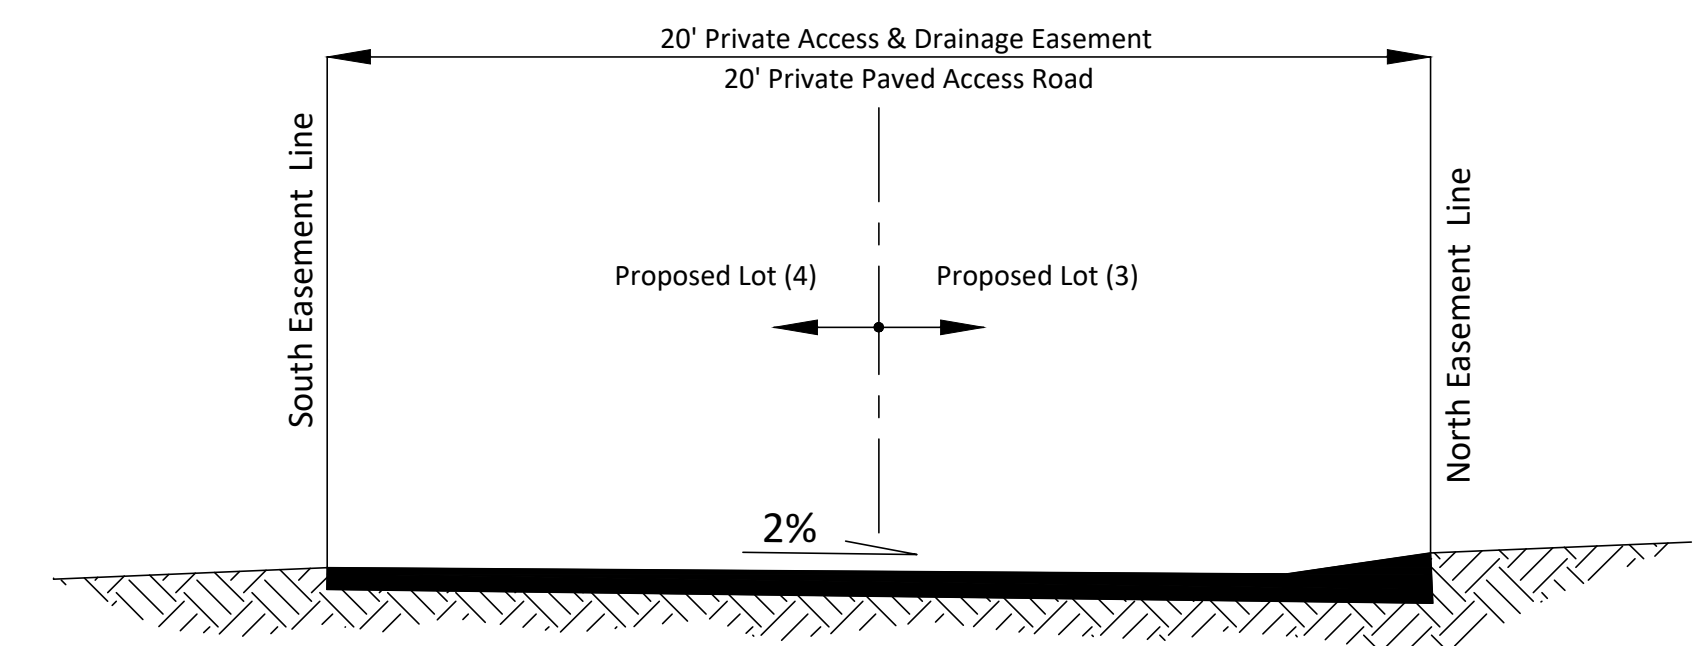 20' Private Access & Drainage Easement
20' Private Paved Access Road
South Easement Line
North Easement Line
Proposed Lot (4)
Proposed Lot (3)
2%